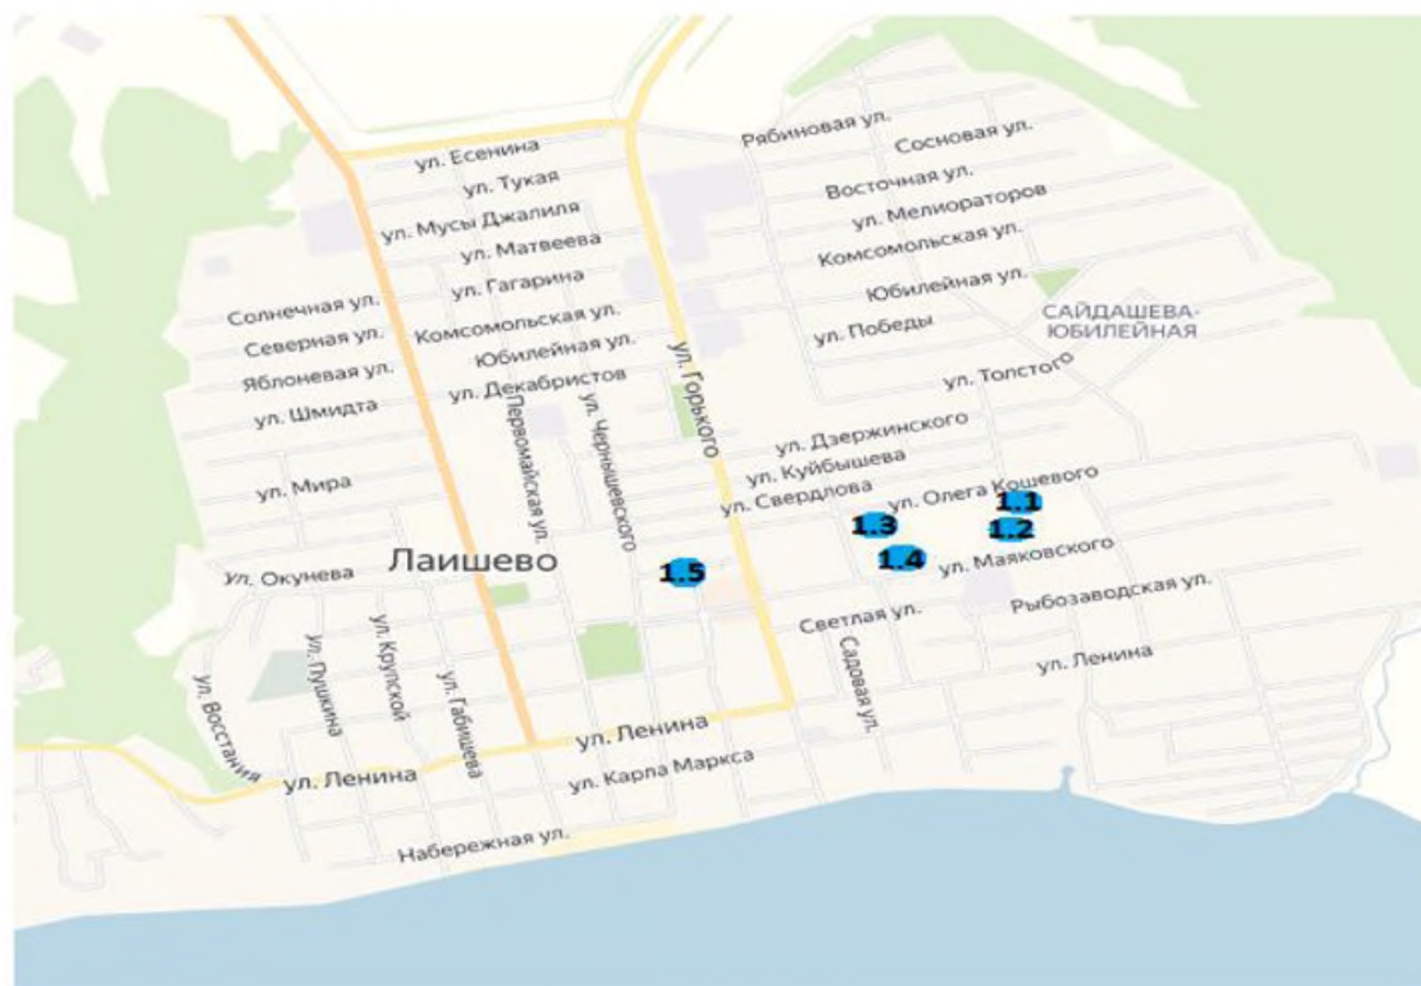 Рябиновая ул.
Сосновая ул.
ул. Есенина
ул. Тукая
Восточная ул.
ул. Мелиораторов
ул. Мусы Джалиля
ул. Матвеева
Комсомольская ул.
ул. Гагарина
Юбилейная ул.
Солнечная ул.
Комсомольская ул.
САЙДАШЕВА-
ЮБИЛЕЙНАЯ
ул. Победы
Северная ул.
Юбилейная ул.
Яблоневая ул.
ул. Декабристов
ул. Толстого
ул. Горького
ул. Шмидта
Первомайская ул.
ул. Чернышевского
ул. Дзержинского
ул. Куйбышева
ул. Мира
ул. Свердлова
ул. Олега Кошевого
1.1
1.3
1.2
Лаишево
1.5
1.4
ул. Маяковского
ул. Окунева
Рыбозаводская ул.
Светлая ул.
ул. Пушкина
ул. Крупской
Садовая ул.
ул. Ленина
ул. Восстания
ул. Габишева
ул. Ленина
ул. Ленина
ул. Карла Маркса
Набережная ул.